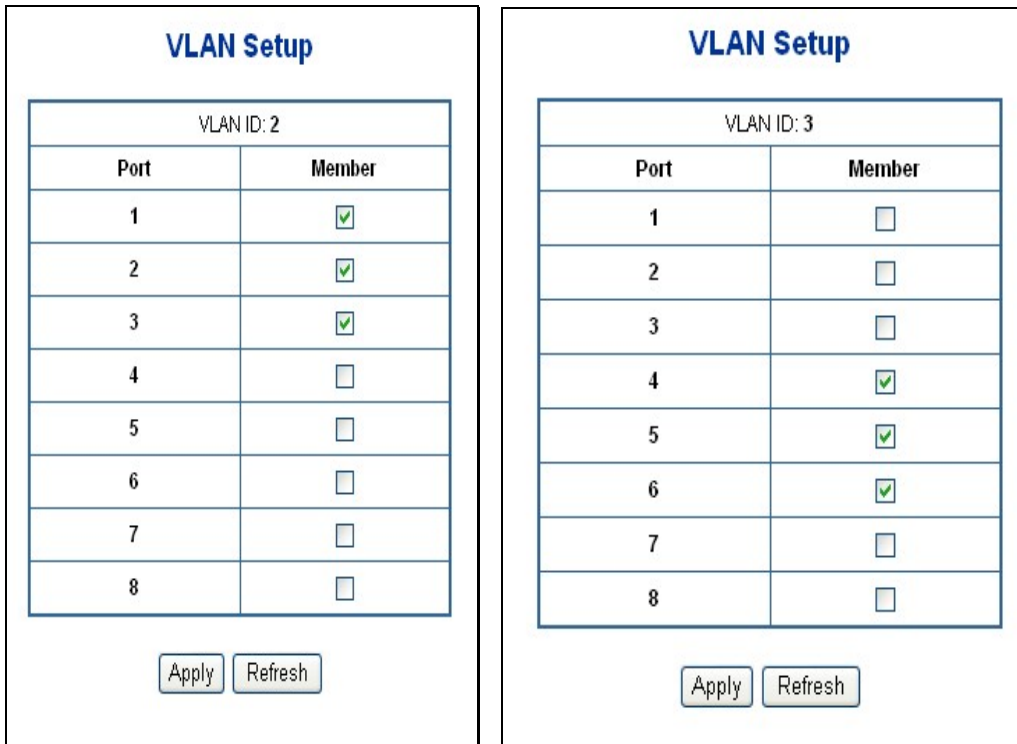 VLAN Setup
VLAN ID: 2
Port Member
1
2
3
4
5
6
7
8
Apply Refresh
VLAN Setup
VLAN ID: 3
Port Member
1
2
3
4
5
6
7
8
Apply Refresh